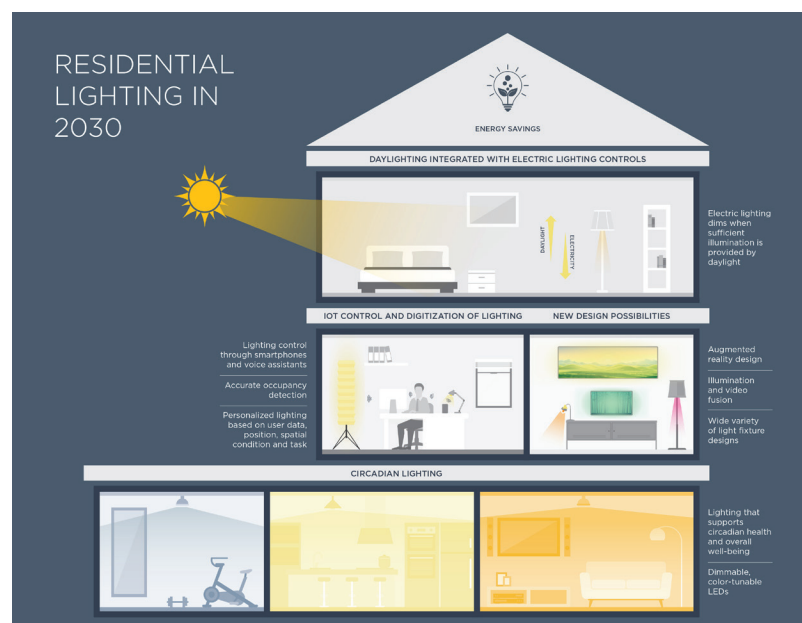 RESIDENTIAL
LIGHTING IN
2030
ENERGY SAVINGS
DAYLIGHTING INTEGRATED WITH ELECTRIC LIGHTING CONTROLS
DAYLIGHT
ELECTRICITY
Electric lighting
dims when
sufficient
illumination is
provided by
daylight
IOT CONTROL AND DIGITIZATION OF LIGHTING
NEW DESIGN POSSIBILITIES
Lighting control
through smartphones
and voice assistants
Accurate occupancy
detection
Personalized lighting
based on user data,
position, spatial
condition and task
Augmented
reality design
Illumination
and video
fusion
Wide variety
of light fixture
designs
CIRCADIAN LIGHTING
Lighting that
supports
circadian health
and overall
well-being
Dimmable,
color-tunable
LEDs